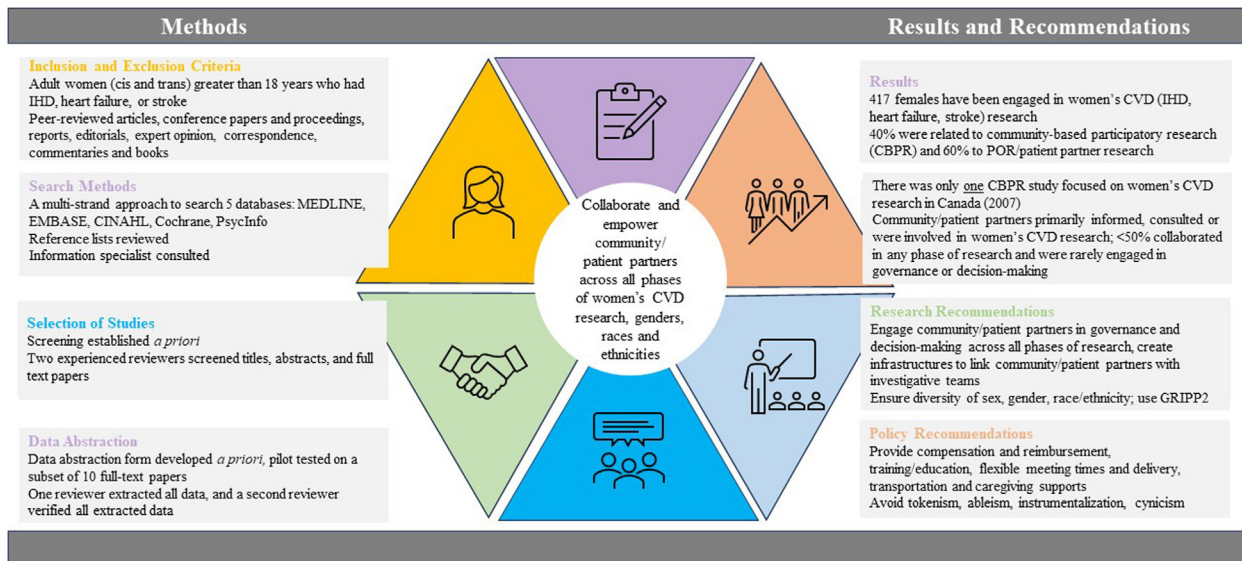 Methods
Inclusion and Exclusion Criteria
Adult women (cis and trans) greater than 18 years who had
IHD, heart failure, or stroke
Peer-reviewed articles, conference papers and proceedings,
reports, editorials, expert opinion, correspondence,
commentaries and books
Search Methods
A multi-strand approach to search 5 databases: MEDLINE,
EMBASE, CINAHL, Cochrane, PsycInfo
Reference lists reviewed
Information specialist consulted
Selection of Studies
Screening established a priori
Two experienced reviewers screened titles, abstracts, and full
text papers
Data Abstraction
Data abstraction form developed a priori, pilot tested on a
subset of 10 full-text papers
One reviewer extracted all data, and a second reviewer
verified all extracted data
Collaborate and
empower
community/
patient partners
across all phases
of women's CVD
research, genders,
races and
ethnicities
Results and Recommendations
Results
417 females have been engaged in women's CVD (IHD,
heart failure, stroke) research
40% were related to community-based participatory research
(CBPR) and 60% to POR/patient partner research
There was only one CBPR study focused on women's CVD
research in Canada (2007)
Community/patient partners primarily informed, consulted or
were involved in women's CVD research; <50% collaborated
in any phase of research and were rarely engaged in
governance or decision-making
Research Recommendations
Engage community/patient partners in governance and
decision-making across all phases of research, create
infrastructures to link community/patient partners with
investigative teams
Ensure diversity of sex, gender, race/ethnicity; use GRIPP2
Policy Recommendations
Provide compensation and reimbursement,
training/education, flexible meeting times and delivery,
transportation and caregiving supports
Avoid tokenism, ableism, instrumentalization, cynicism